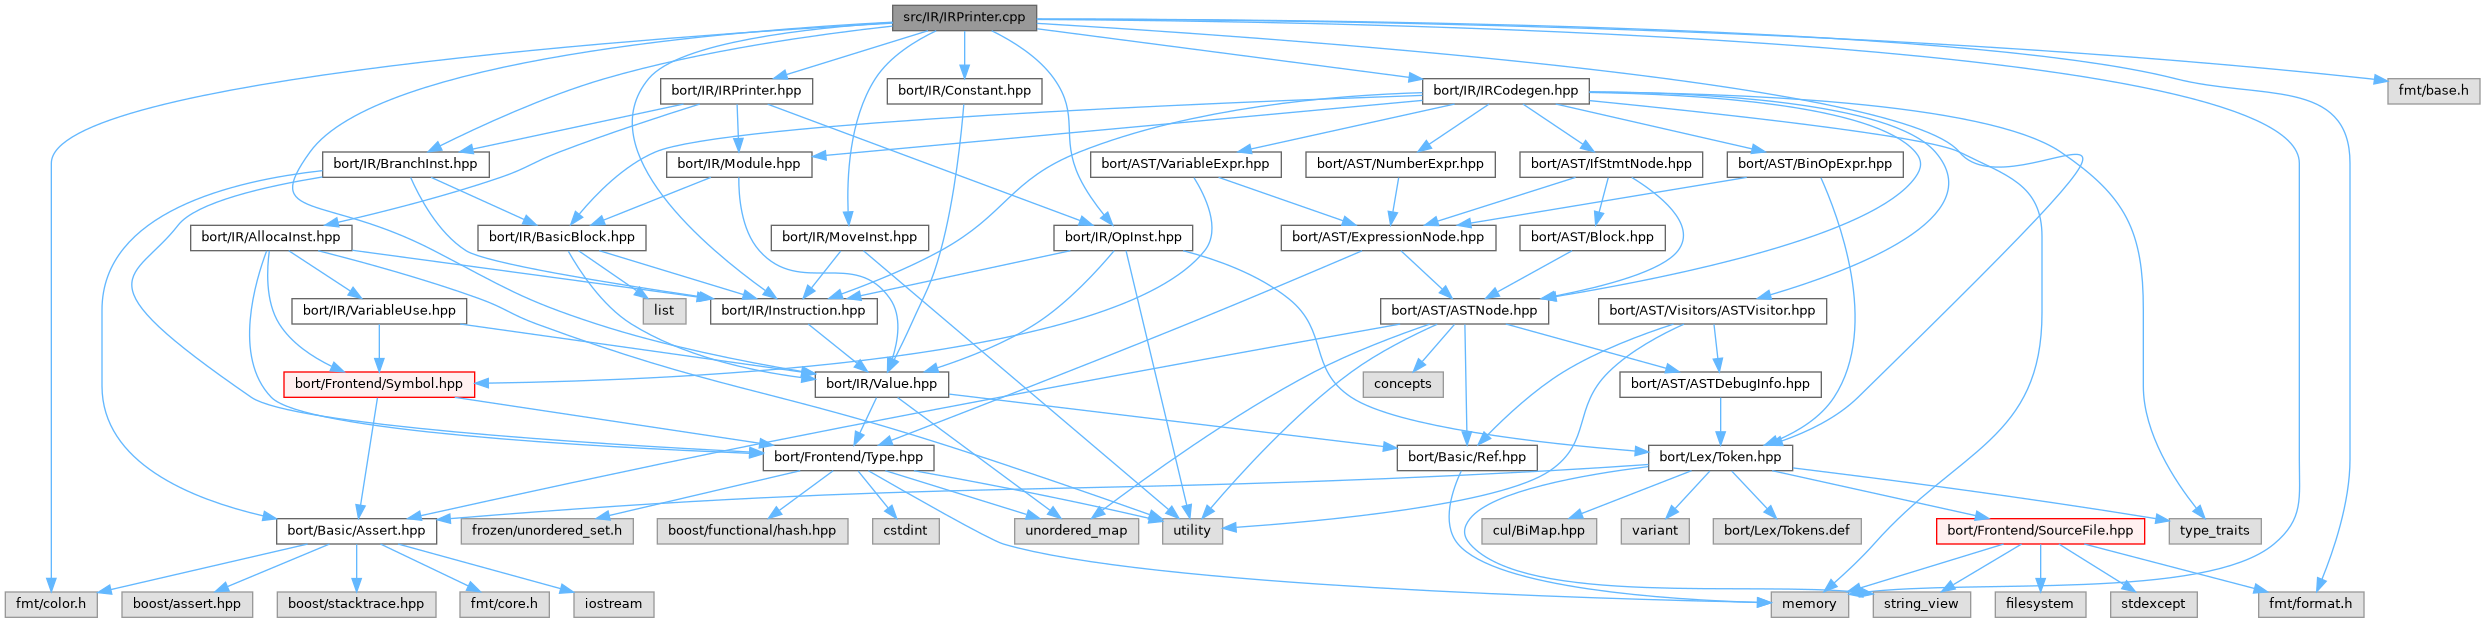 src/IR/IRPrinter.cpp
bort/IR/IRPrinter.hpp
bort/IR/Constant.hpp
bort/IR/IRCodegen.hpp
fmt/base.h
bort/IR/BranchInst.hpp
bort/IR/Module.hpp
bort/AST/VariableExpr.hpp
bort/AST/NumberExpr.hpp
bort/AST/IfStmtNode.hpp
bort/AST/BinOpExpr.hpp
bort/IR/AllocaInst.hpp
bort/IR/BasicBlock.hpp
bort/IR/MoveInst.hpp
bort/IR/OpInst.hpp
bort/AST/ExpressionNode.hpp
bort/AST/Block.hpp
bort/IR/VariableUse.hpp
list
bort/IR/Instruction.hpp
bort/AST/ASTNode.hpp
bort/AST/Visitors/ASTVisitor.hpp
bort/Frontend/Symbol.hpp
bort/IR/Value.hpp
concepts
bort/AST/ASTDebugInfo.hpp
bort/Frontend/Type.hpp
bort/Basic/Ref.hpp
bort/Lex/Token.hpp
bort/Basic/Assert.hpp
frozen/unordered_set.h
boost/functional/hash.hpp
cstdint
unordered_map
utility
cul/BiMap.hpp
variant
bort/Lex/Tokens.def
bort/Frontend/SourceFile.hpp
type_traits
fmt/color.h
boost/assert.hpp
boost/stacktrace.hpp
fmt/core.h
iostream
memory
string_view
filesystem
stdexcept
fmt/format.h